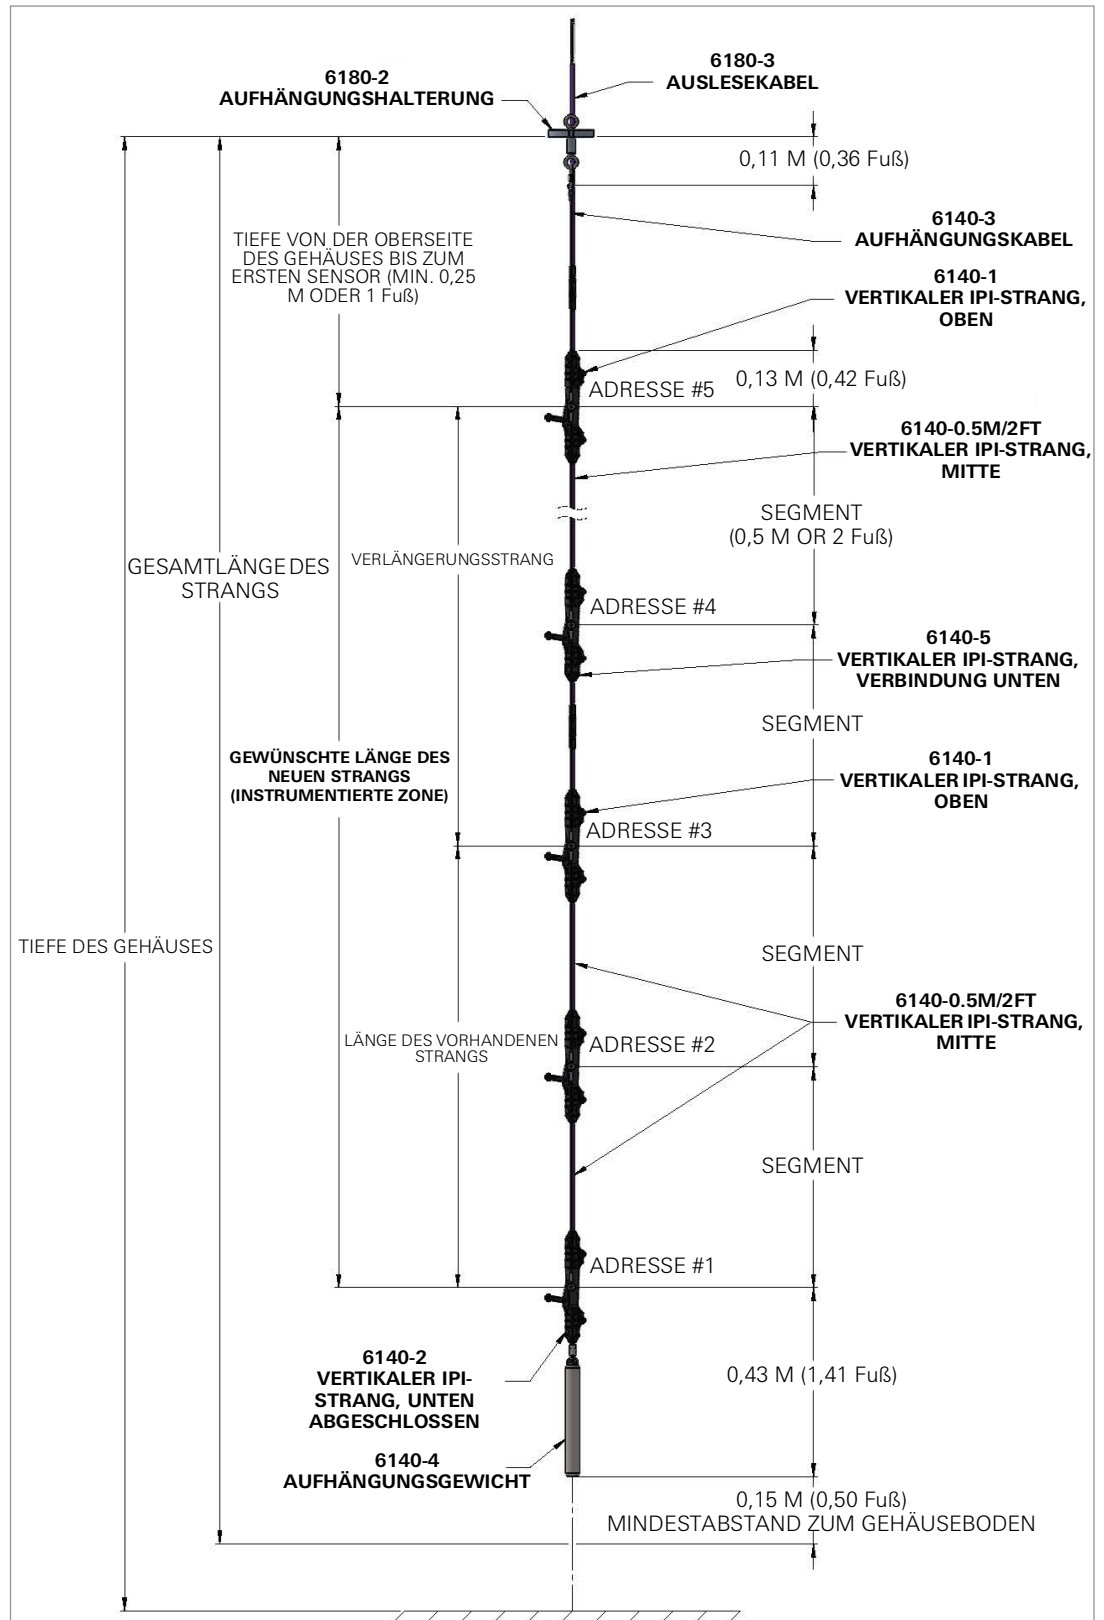 6180-3
AUSLESEKABEL
6180-2
AUFHÄNGUNGSHALTERUNG
0,11 M (0,36 Fuß)
6140-3
AUFHÄNGUNGSKABEL
TIEFE VON DER OBERSEITE
DES GEHÄUSES BIS ZUM
ERSTEN SENSOR (MIN. 0,25
M ODER 1 Fuß)
6140-1
VERTIKALER IPI-STRANG,
OBEN
0,13 M (0,42 Fuß)
ADRESSE #5
6140-0.5M/2FT
VERTIKALER IPI-STRANG,
MITTE
SEGMENT
(0,5 M OR 2 Fuß)
VERLÄNGERUNGSSTRANG
GESAMTLÄNGE DES
STRANGS
ADRESSE #4
6140-5
VERTIKALER IPI-STRANG,
VERBINDUNG UNTEN
SEGMENT
GEWÜNSCHTE LÄNGE DES
NEUEN STRANGS
(INSTRUMENTIERTE ZONE)
6140-1
VERTIKALER IPI-STRANG,
OBEN
ADRESSE #3
TIEFE DES GEHÄUSES
SEGMENT
6140-0.5M/2FT
VERTIKALER IPI-STRANG,
MITTE
LÄNGE DES VORHANDENEN
STRANGS
ADRESSE #2
SEGMENT
ADRESSE #1
6140-2
VERTIKALER IPI-
STRANG, UNTEN
ABGESCHLOSSEN
0,43 M (1,41 Fuß)
6140-4
AUFHÄNGUNGSGEWICHT
0,15 M (0,50 Fuß)
MINDESTABSTAND ZUM GEHÄUSEBODEN